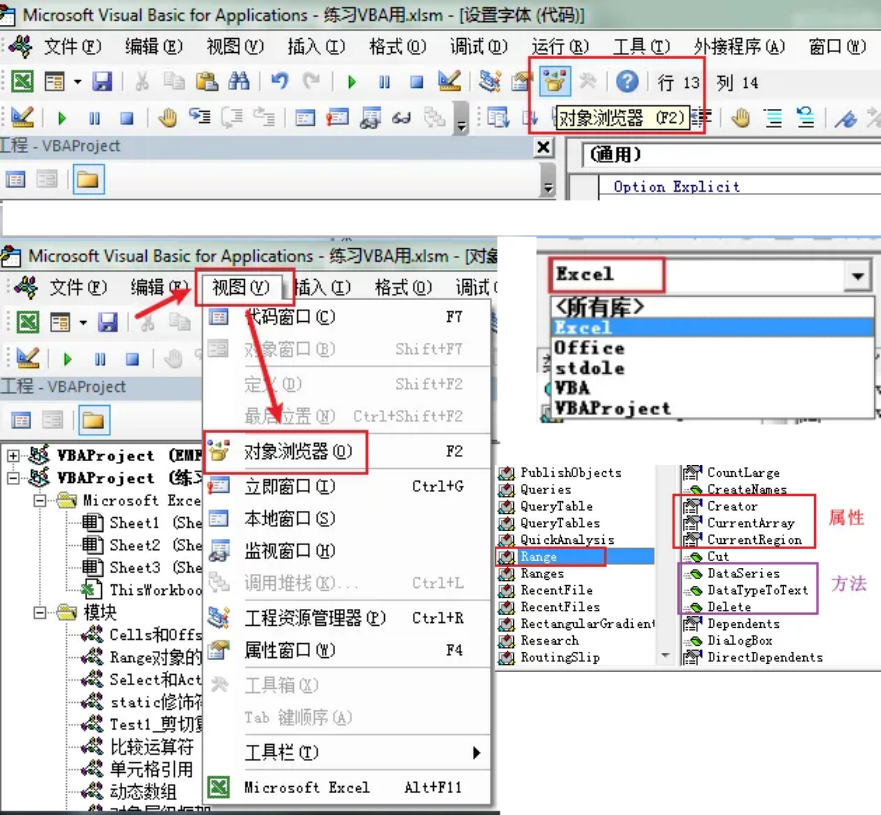 Microsoft Visual Basic for Applications - 练习VBA用.xlsm - [设置字体 (代码)]
文件(F) 编辑(E) 视图(V) 插入(I) 格式(O) 调试(D) 运行(R) 工具(T) 外接程序(A) 窗口(W)
行 13 列 14
对象浏览器 (F2)
工程 - VBAProject
(通用)
Option Explicit
Microsoft Visual Basic for Applications - 练习VBA用.xlsm - [对象
文件(F) 编辑(E) 视图(V) 插入(I) 格式(O) 调试(
工程 - VBAProject
VBAProject (EMF
VBAProject (练习
Microsoft Exce
Sheet1 (She
Sheet2 (She
Sheet3 (She
ThisWorkboo
模块
Cells和Offs
Range对象的
Select和Act
static修饰符
Test1_剪切复
比较运算符
单元格引用
动态数组
对象层级框架
代码窗口(C) F7
对象窗口(B) Shift+F7
定义(D) Shift+F2
最后位置(N) Ctrl+Shift+F2
对象浏览器(O) F2
立即窗口(I) Ctrl+G
本地窗口(S)
监视窗口(H)
调用堆栈(K)... Ctrl+L
工程资源管理器(P) Ctrl+R
属性窗口(W) F4
工具箱(X)
Tab 键顺序(A)
工具栏(T)
Microsoft Excel Alt+F11
Excel
<所有库>
Excel
Office
stdole
VBA
VBAProject
PublishObjects
Queries
QueryTable
QueryTables
QuickAnalysis
Range
Ranges
RecentFile
RecentFiles
RectangularGradient
Research
RoutingSlip
CountLarge
CreateNames
Creator
CurrentArray
CurrentRegion
Cut
DataSeries
DataTypeToText
Delete
Dependents
DialogBox
DirectDependents
属性
方法